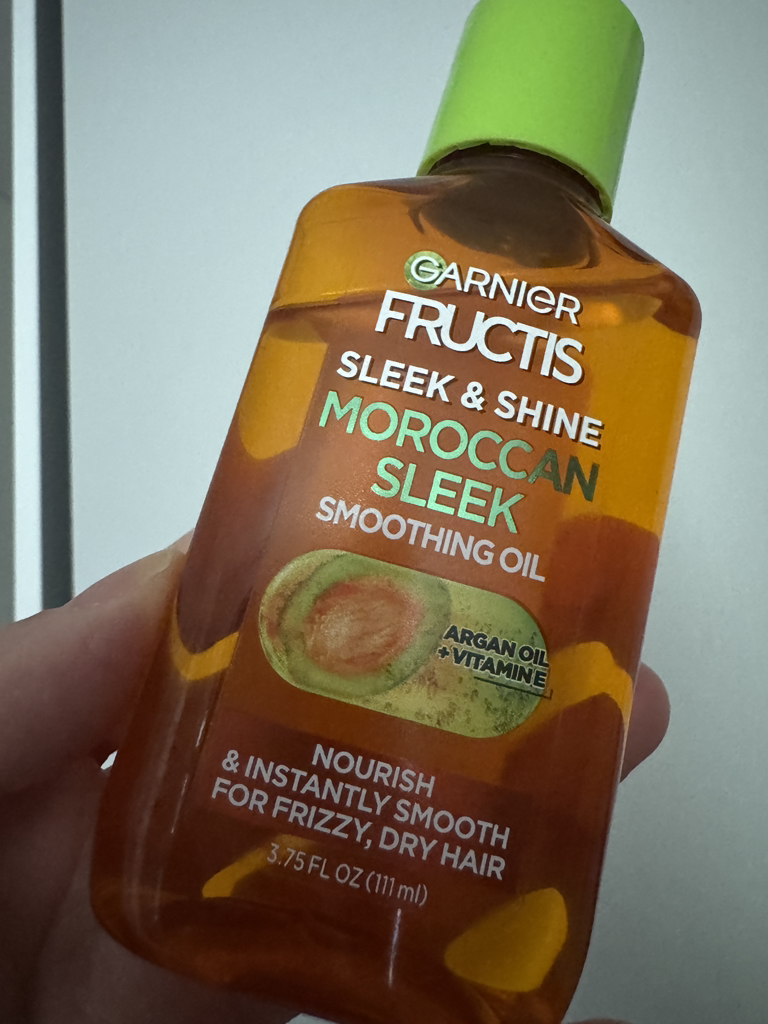 GARNIER
FRUCTIS
SLEEK & SHINE
MOROCCAN
SLEEK
SMOOTHING OIL
ARGAN OIL
+ VITAMIN E
NOURISH
& INSTANTLY SMOOTH
FOR FRIZZY, DRY HAIR
3.75 FL OZ (111 ml)